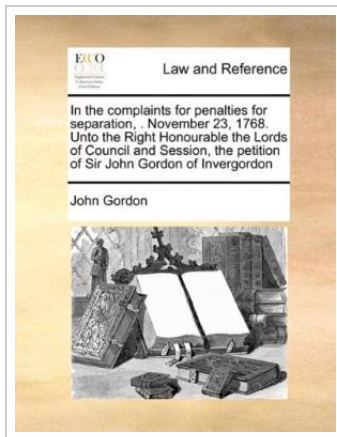 ECCO
Law and Reference
In the complaints for penalties for
separation, . November 23, 1768.
Unto the Right Honourable the Lords
of Council and Session, the petition
of Sir John Gordon of Invergordon
John Gordon